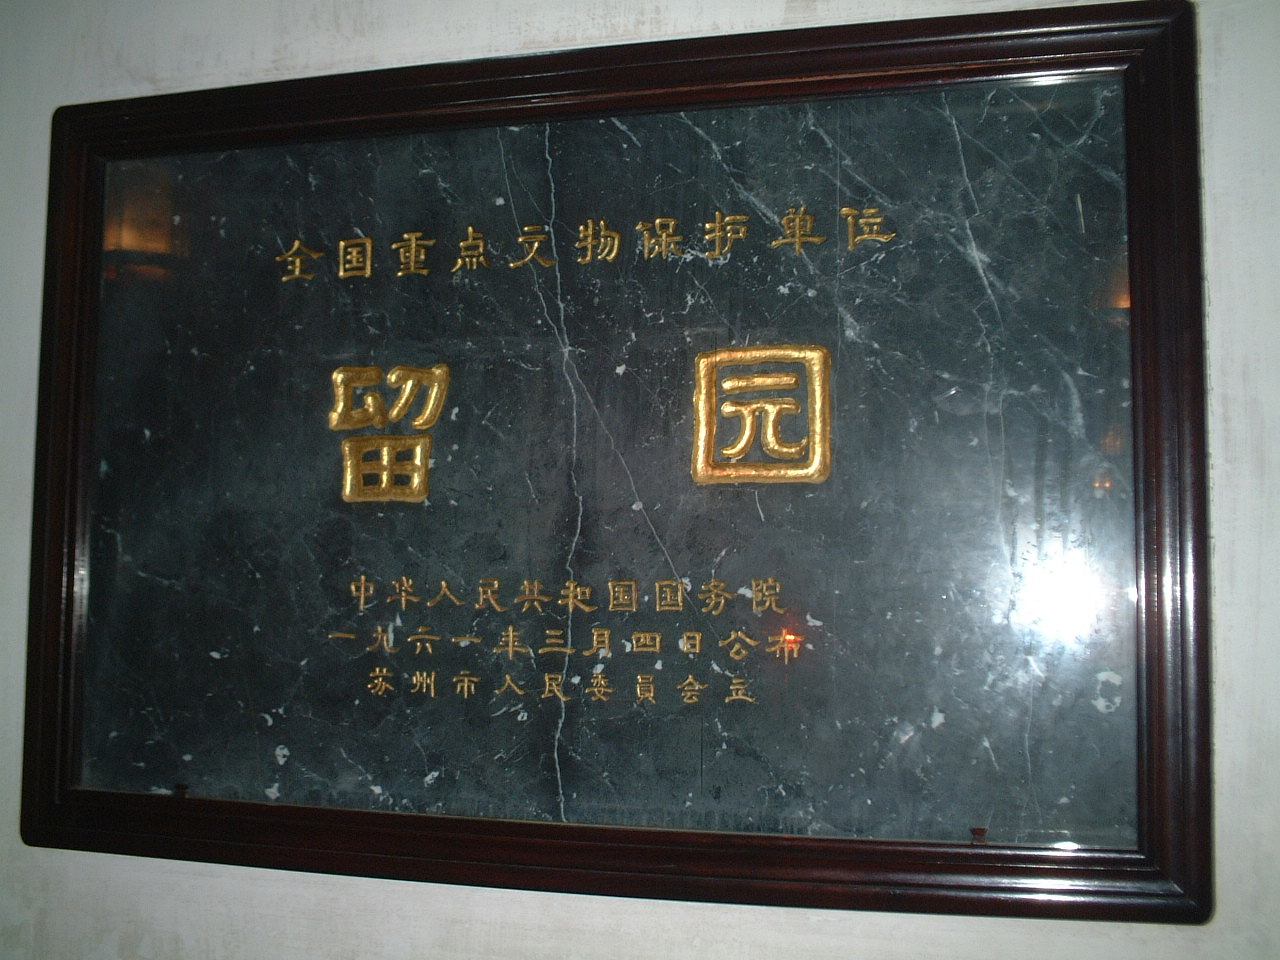 全国重点文物保护单位
留园
中华人民共和国国务院
一九六一年三月四日公布
苏州市人民委員会立